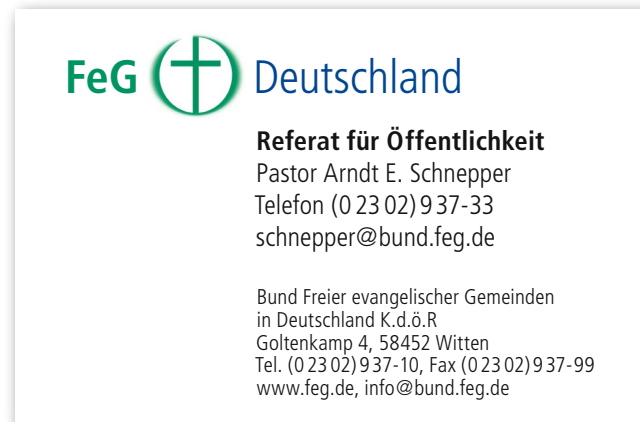 FeG Deutschland
Referat für Öffentlichkeit
Pastor Arndt E. Schnepper
Telefon (0 23 02) 9 37-33
schnepper@bund.feg.de
Bund Freier evangelischer Gemeinden
in Deutschland K.d.ö.R
Goltenkamp 4, 58452 Witten
Tel. (0 23 02) 9 37-10, Fax (0 23 02) 9 37-99
www.feg.de, info@bund.feg.de